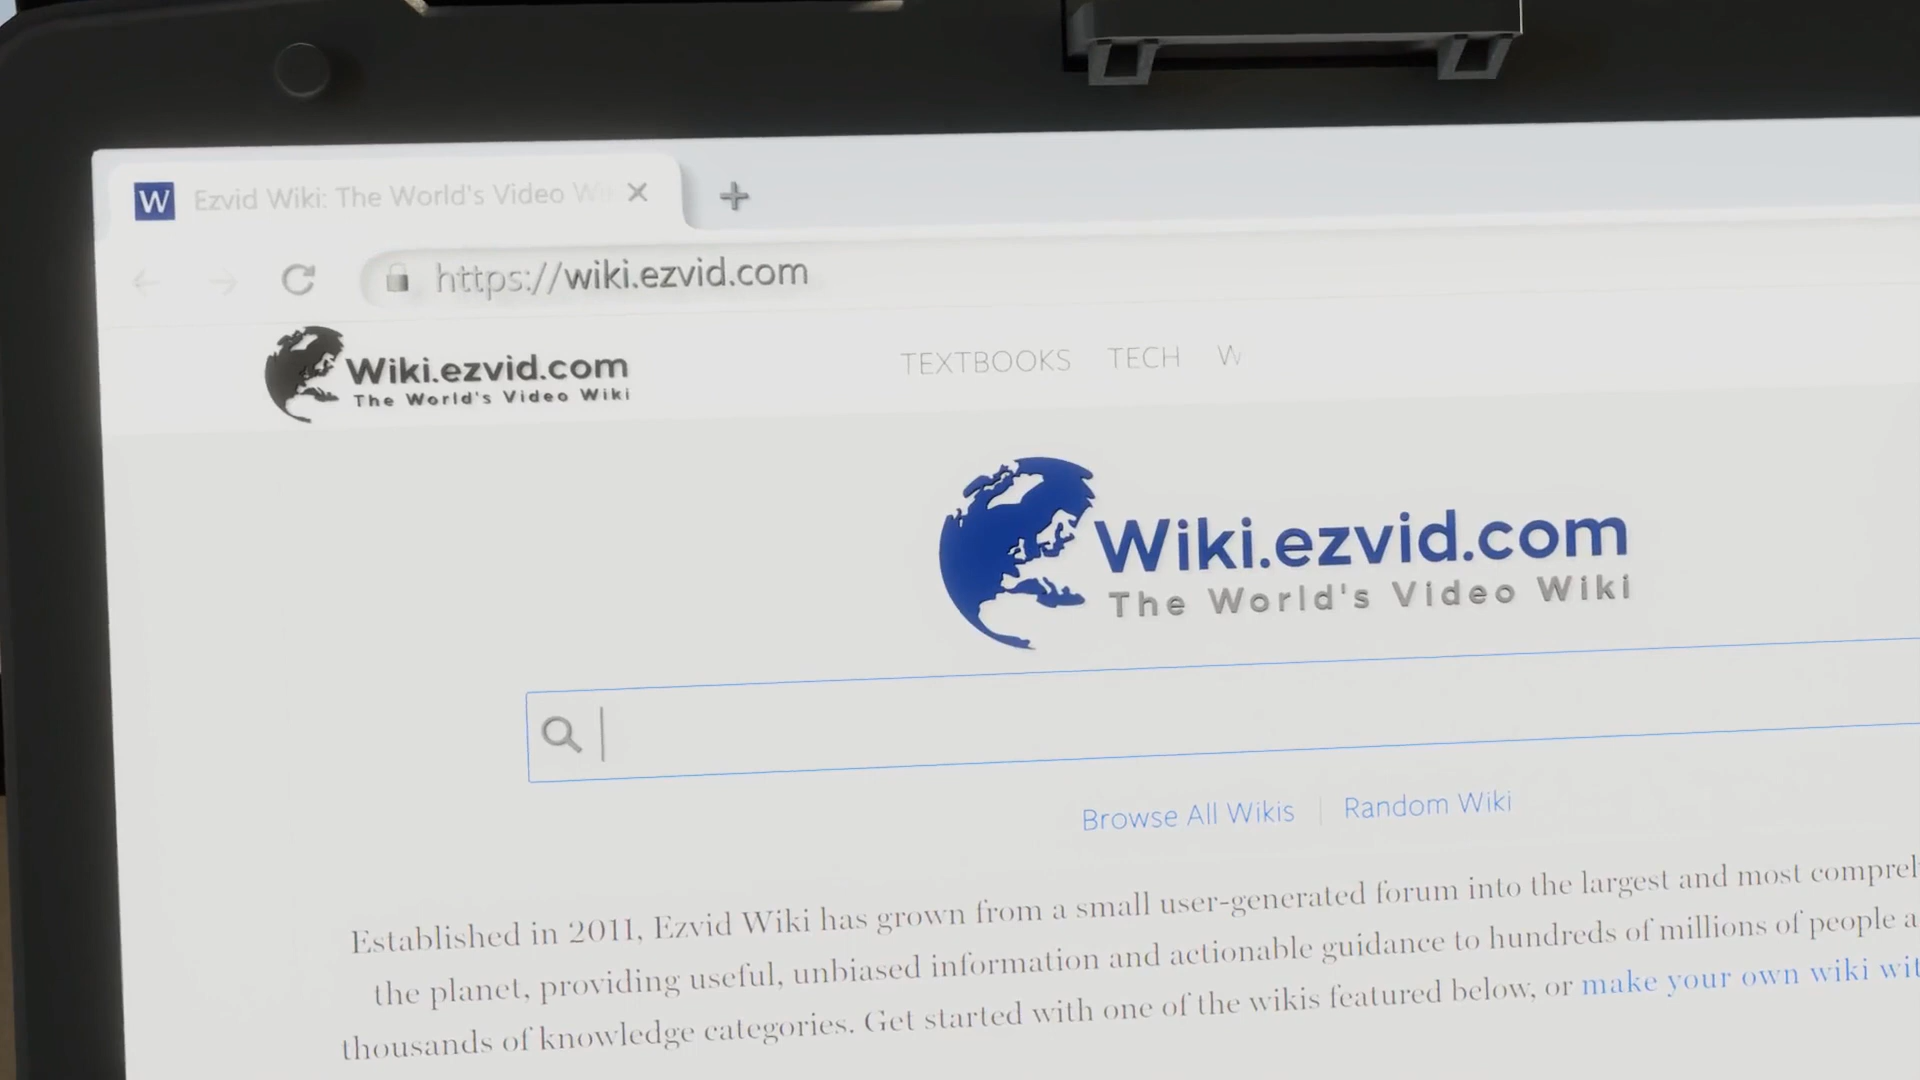 W Ezvid Wiki: The World's Video
https://wiki.ezvid.com
Wiki.ezvid.com
The World's Video Wiki
TEXTBOOKS TECH W
Wiki.ezvid.com
The World's Video Wiki
Browse All Wikis | Random Wiki
Established in 2011, Ezvid Wiki has grown from a small user-generated forum into the largest and most
the planet, providing useful, unbiased information and actionable guidance to hundreds of millions of people a
thousands of knowledge categories. Get started with one of the wikis featured below, or make your own wiki